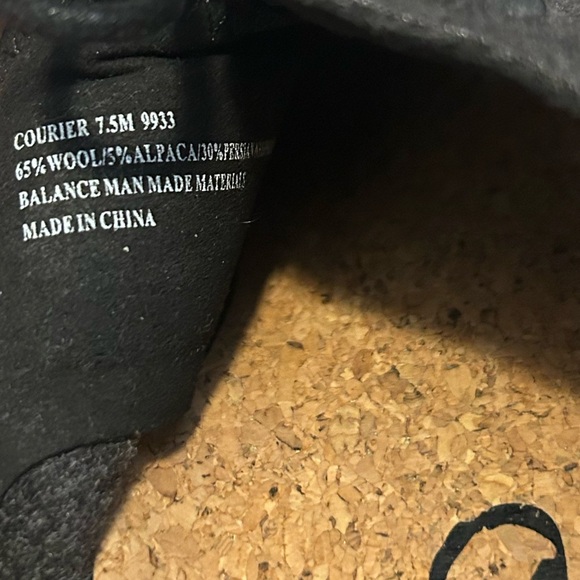 COURIER 7.5M 9933
65%WOOL/5%ALPACA/30%
BALANCE MAN MADE MATERIALS
MADE IN CHINA